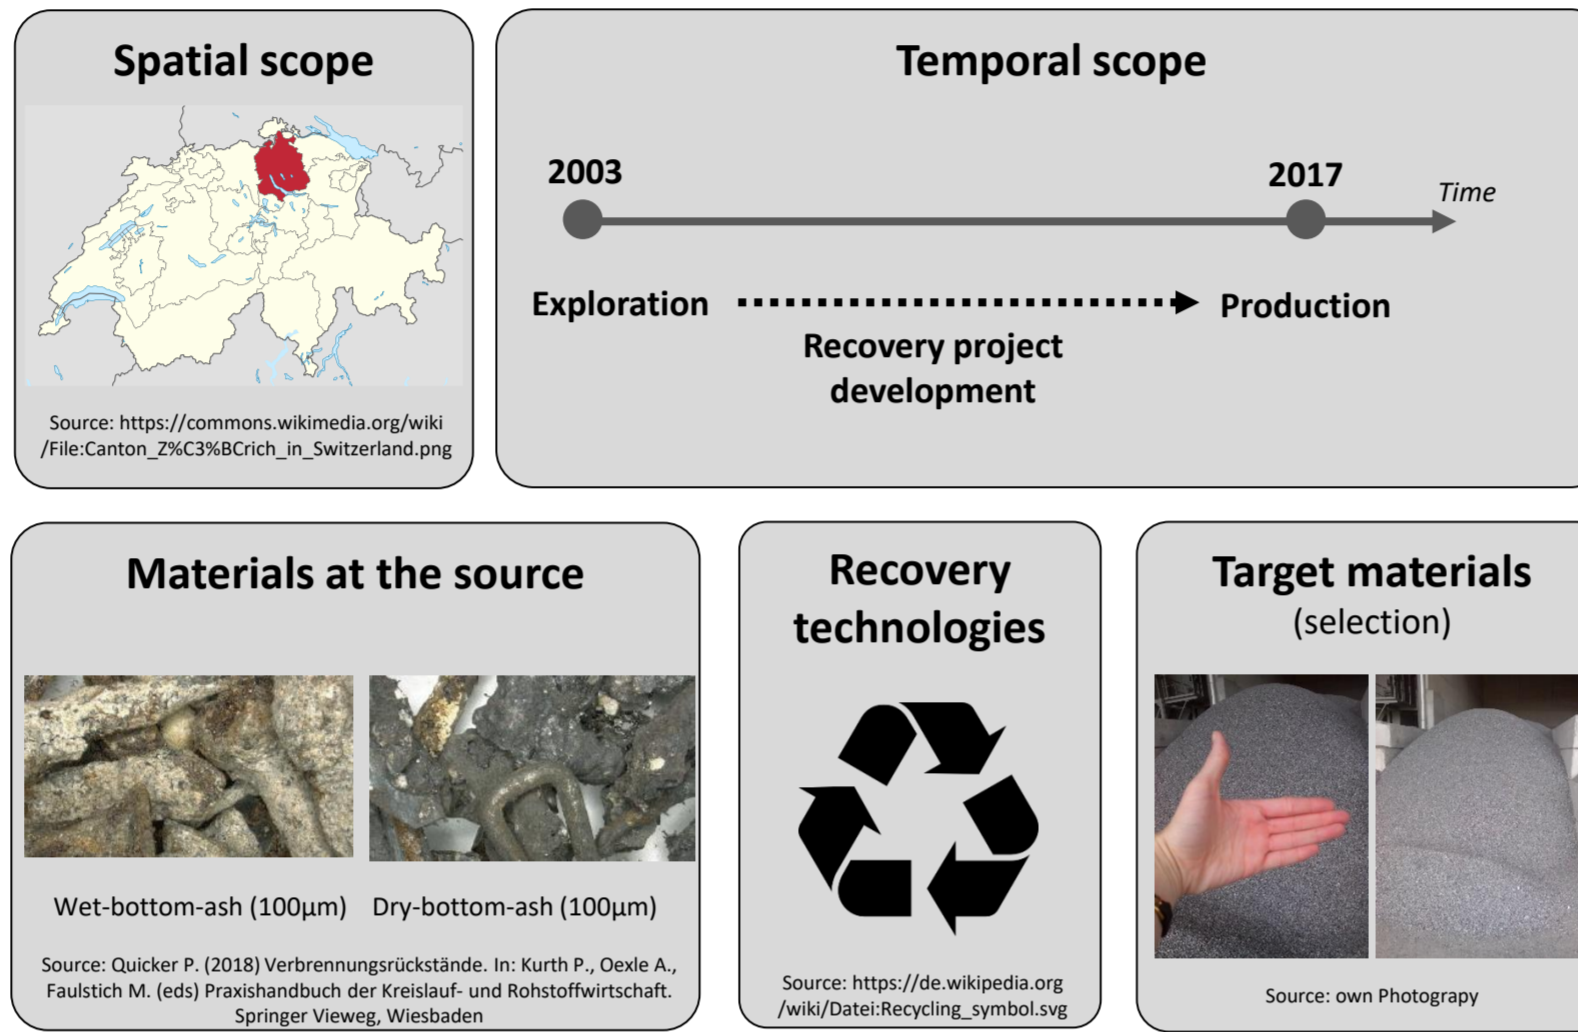 Spatial scope
Source: https://commons.wikimedia.org/wiki
/File:Canton_Z%C3%BCrich_in_Switzerland.png
Temporal scope
2003
2017
Time
Exploration
Production
Recovery project
development
Materials at the source
Wet-bottom-ash (100µm)
Dry-bottom-ash (100µm)
Source: Quicker P. (2018) Verbrennungsrückstände. In: Kurth P., Oexle A.,
Faulstich M. (eds) Praxishandbuch der Kreislauf- und Rohstoffwirtschaft.
Springer Vieweg, Wiesbaden
Recovery
technologies
Source: https://de.wikipedia.org
/wiki/Datei:Recycling_symbol.svg
Target materials
(selection)
Source: own Photograpy